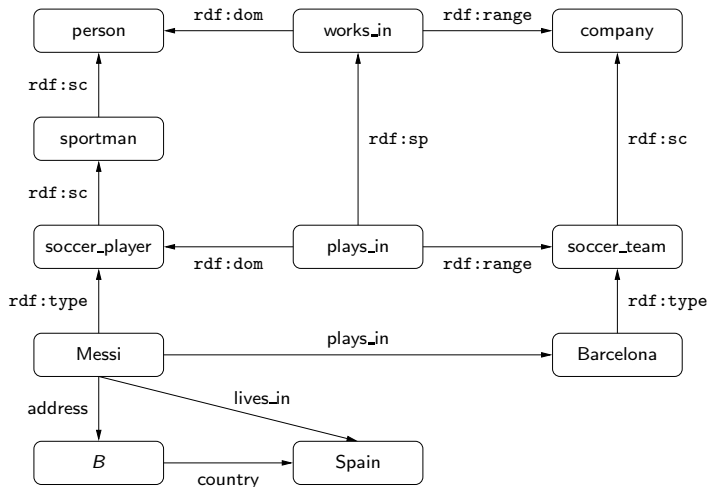 person
rdf:dom
works_in
rdf:range
company
rdf:sc
sportman
rdf:sp
rdf:sc
rdf:sc
soccer_player
rdf:dom
plays_in
rdf:range
soccer_team
rdf:type
rdf:type
Messi
plays_in
Barcelona
address
lives_in
B
country
Spain